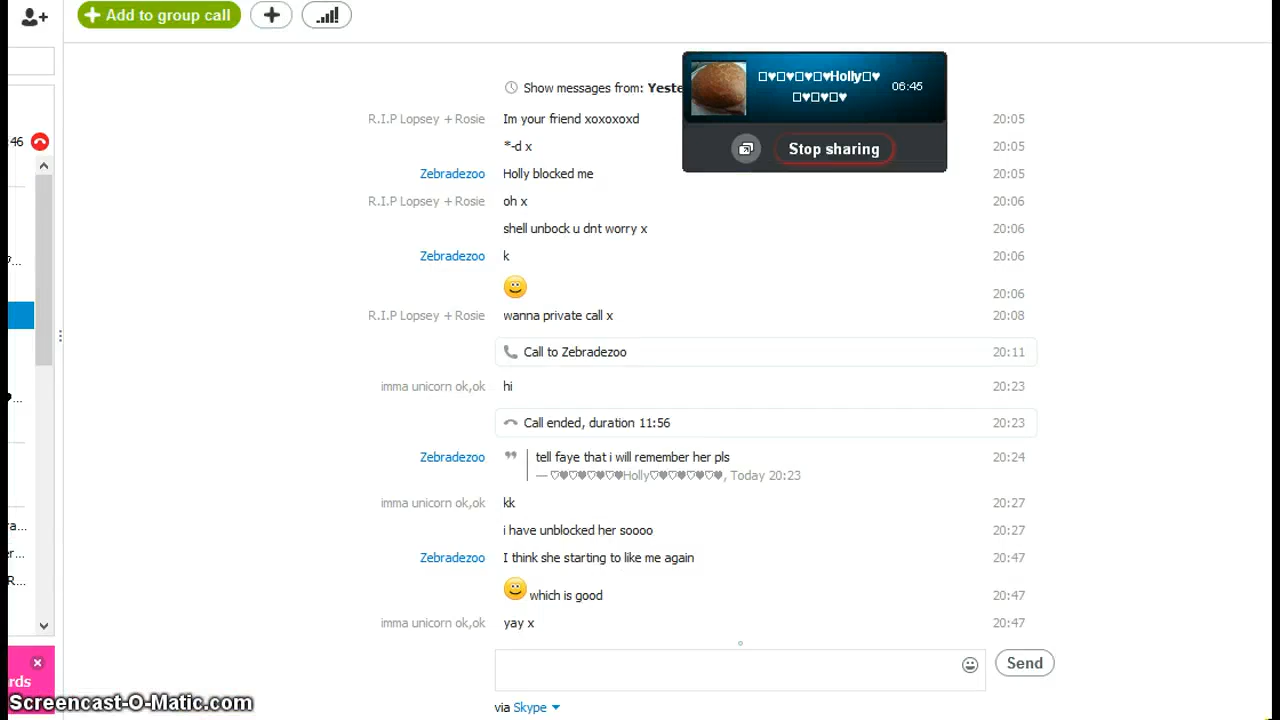 Add to group call
Show messages from: Yeste
♥♥♥♥Holly♥
♥♥♥
06:45
Stop sharing
R.I.P Lopsey + Rosie Im your friend xoxoxoxd 20:05
*-d x 20:05
46
Zebradezoo Holly blocked me 20:05
R.I.P Lopsey + Rosie oh x 20:06
shell unbock u dnt worry x 20:06
Zebradezoo k 20:06
20:06
R.I.P Lopsey + Rosie wanna private call x 20:08
Call to Zebradezoo 20:11
imma unicorn ok,ok hi 20:23
Call ended, duration 11:56 20:23
Zebradezoo tell faye that i will remember her pls 20:24
— ♡♥♡♥♡♥♡♥Holly♡♥♡♥♡♥♡♥, Today 20:23
imma unicorn ok,ok kk 20:27
i have unblocked her soooo 20:27
Zebradezoo I think she starting to like me again 20:47
which is good 20:47
imma unicorn ok,ok yay x 20:47
a...
er...
R...
Send
rds
via Skype
Screencast-O-Matic.com